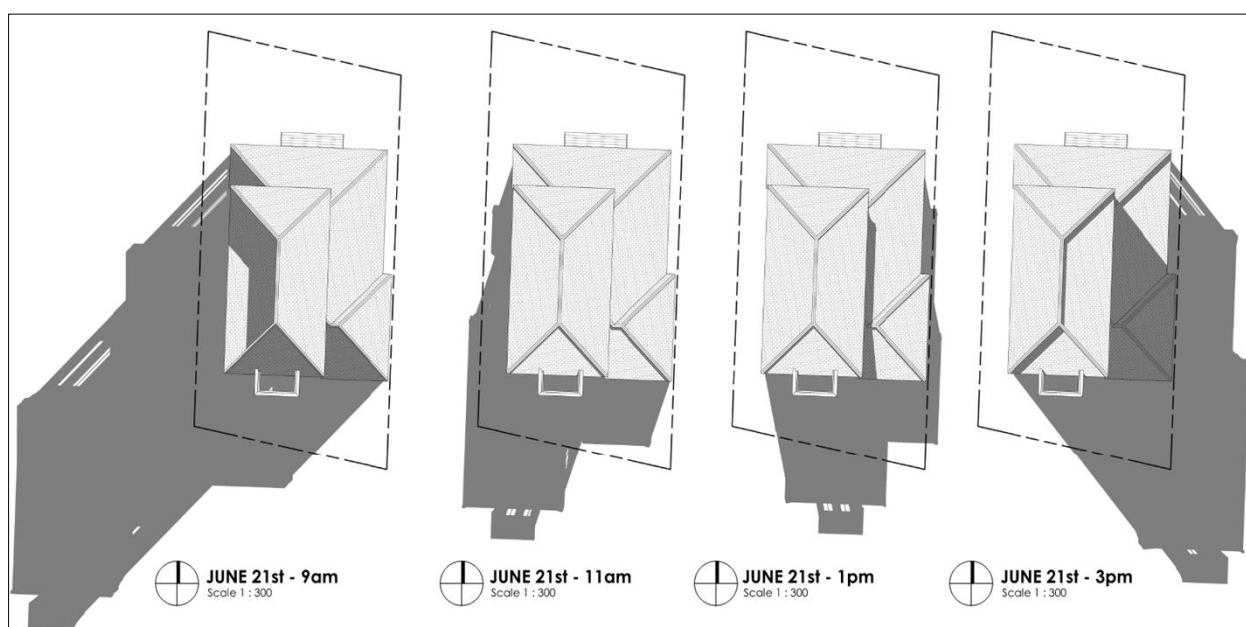 JUNE 21st - 9am
Scale 1 : 300
JUNE 21st - 11am
Scale 1 : 300
JUNE 21st - 1pm
Scale 1 : 300
JUNE 21st - 3pm
Scale 1 : 300